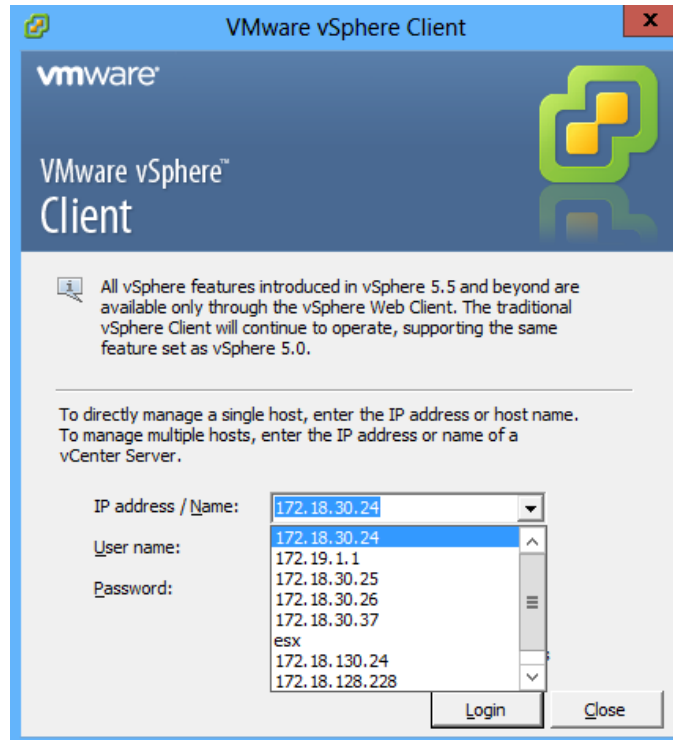 VMware vSphere Client
x
vmware
VMware vSphere™
Client
All vSphere features introduced in vSphere 5.5 and beyond are
available only through the vSphere Web Client. The traditional
vSphere Client will continue to operate, supporting the same
feature set as vSphere 5.0.
To directly manage a single host, enter the IP address or host name.
To manage multiple hosts, enter the IP address or name of a
vCenter Server.
IP address / Name: 172.18.30.24
172.18.30.24
User name:
172.19.1.1
172.18.30.25
Password:
172.18.30.26
172.18.30.37
esx
172.18.130.24
172.18.128.228
Login Close